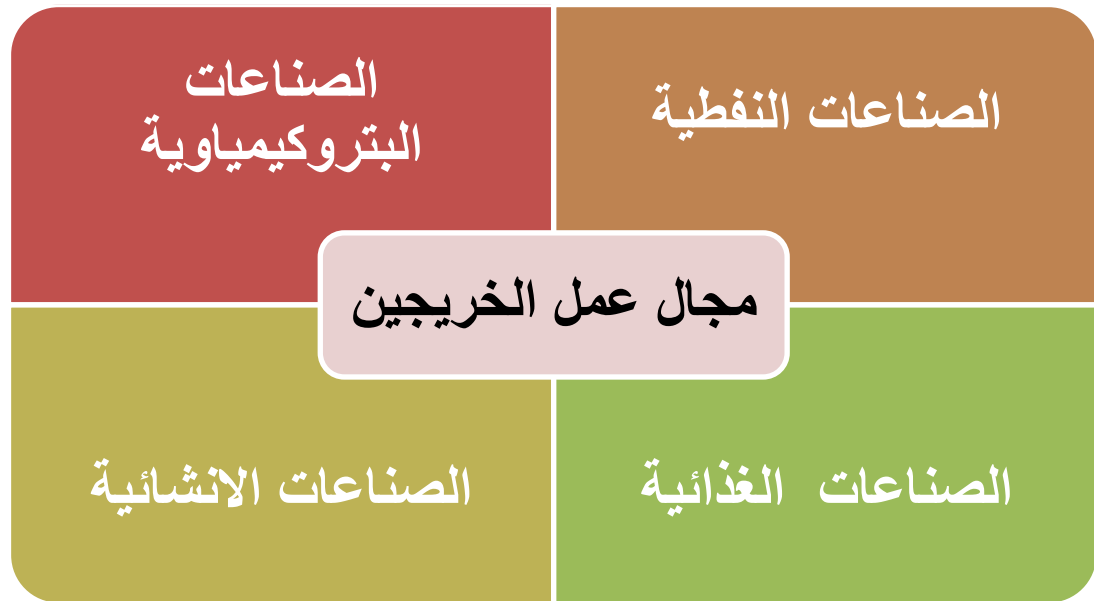 الصناعات النفطية
الصناعات
البتروكيمياوية
مجال عمل الخريجين
الصناعات الغذائية
الصناعات الانشائية